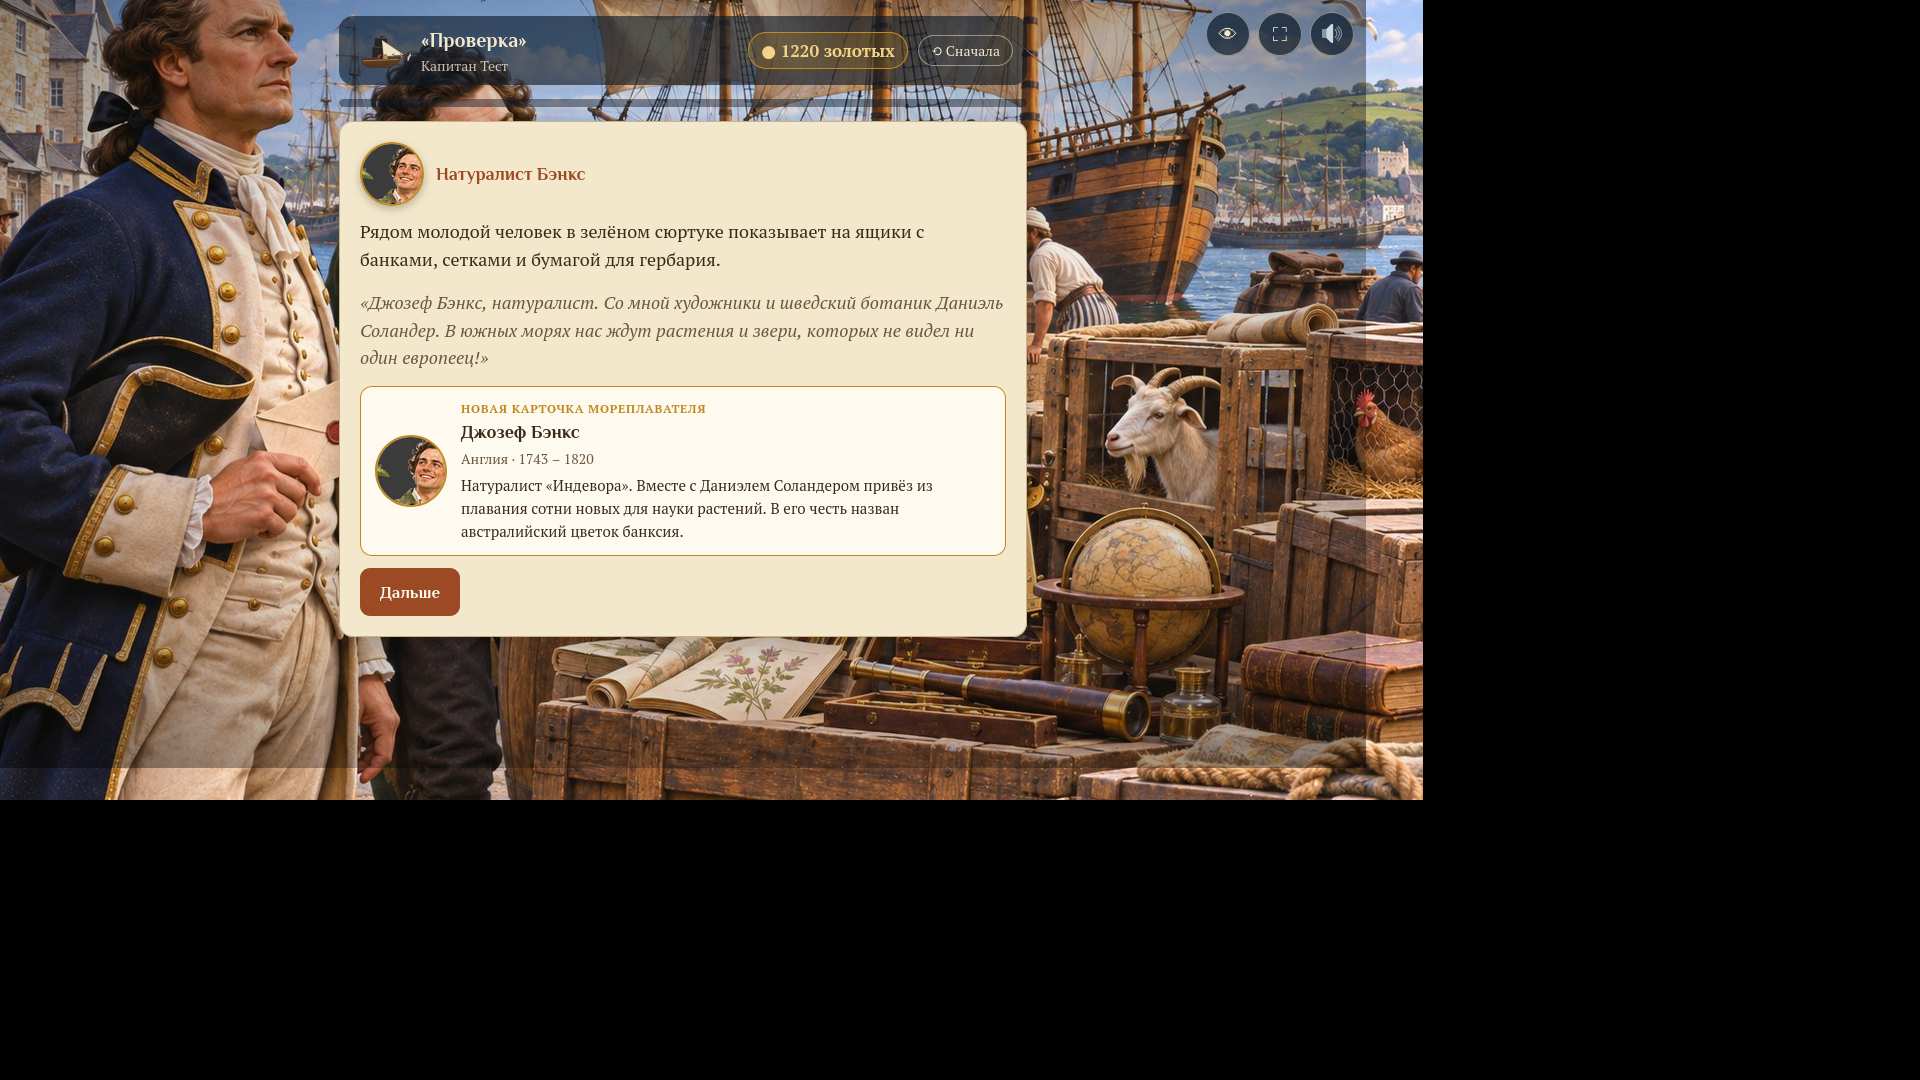 «Проверка»
Капитан Тест
1220 золотых
⟲ Сначала
Натуралист Бэнкс
Рядом молодой человек в зелёном сюртуке показывает на ящики с
банками, сетками и бумагой для гербария.
«Джозеф Бэнкс, натуралист. Со мной художники и шведский ботаник Даниэль
Соландер. В южных морях нас ждут растения и звери, которых не видел ни
один европеец!»
НОВАЯ КАРТОЧКА МОРЕПЛАВАТЕЛЯ
Джозеф Бэнкс
Англия · 1743 – 1820
Натуралист «Индевора». Вместе с Даниэлем Соландером привёз из
плавания сотни новых для науки растений. В его честь назван
австралийский цветок банксия.
Дальше